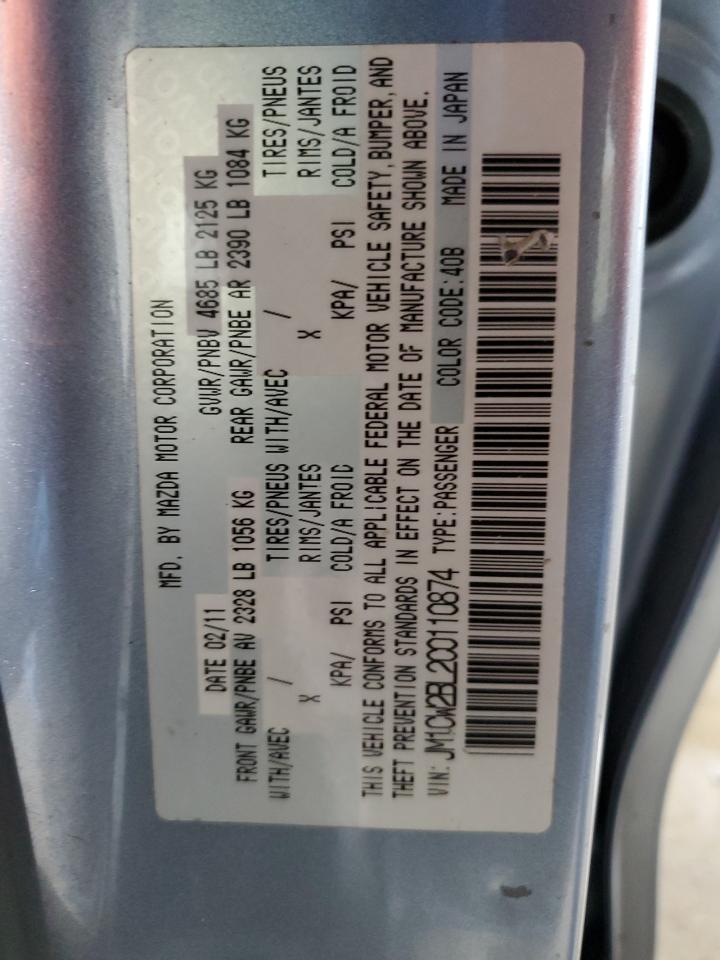 MFD. BY MAZDA MOTOR CORPORATION
DATE 02/11 GVWR/PNBV 4685 LB 2125 KG
FRONT GAWR/PNBE AV 2328 LB 1056 KG REAR GAWR/PNBE AR 2390 LB 1084 KG
WITH/AVEC / TIRES/PNEUS WITH/AVEC / TIRES/PNEUS
X RIMS/JANTES X RIMS/JANTES
KPA/ PSI COLD/A FROID KPA/ PSI COLD/A FROID
THIS VEHICLE CONFORMS TO ALL APPLICABLE FEDERAL MOTOR VEHICLE SAFETY, BUMPER, AND
THEFT PREVENTION STANDARDS IN EFFECT ON THE DATE OF MANUFACTURE SHOWN ABOVE.
VIN: JM1CW2BL2C0110874 TYPE:PASSENGER COLOR CODE:40B MADE IN JAPAN